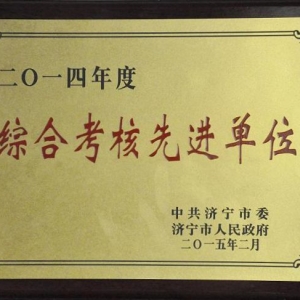 二〇一四年度
综合考核先进单位
中共济宁市委
济宁市人民政府
二〇一五年二月